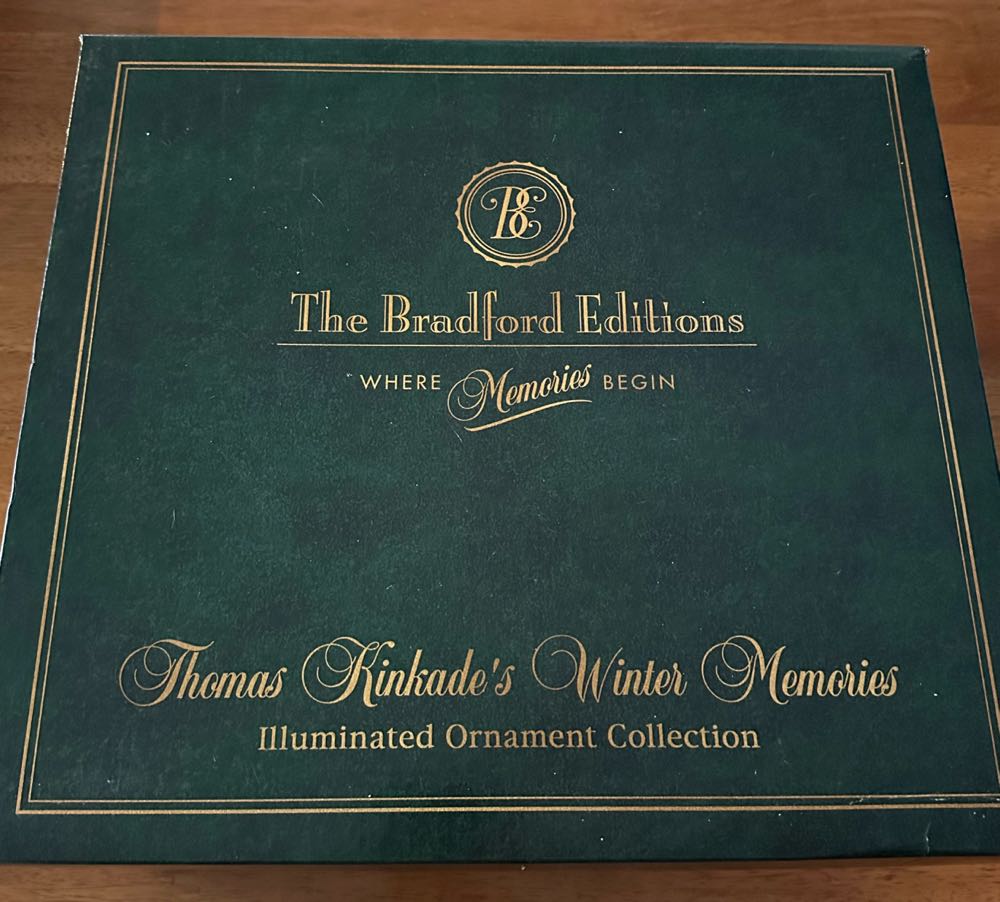 BE
The Bradford Editions
WHERE Memories BEGIN
Thomas Kinkade's Winter Memories
Illuminated Ornament Collection